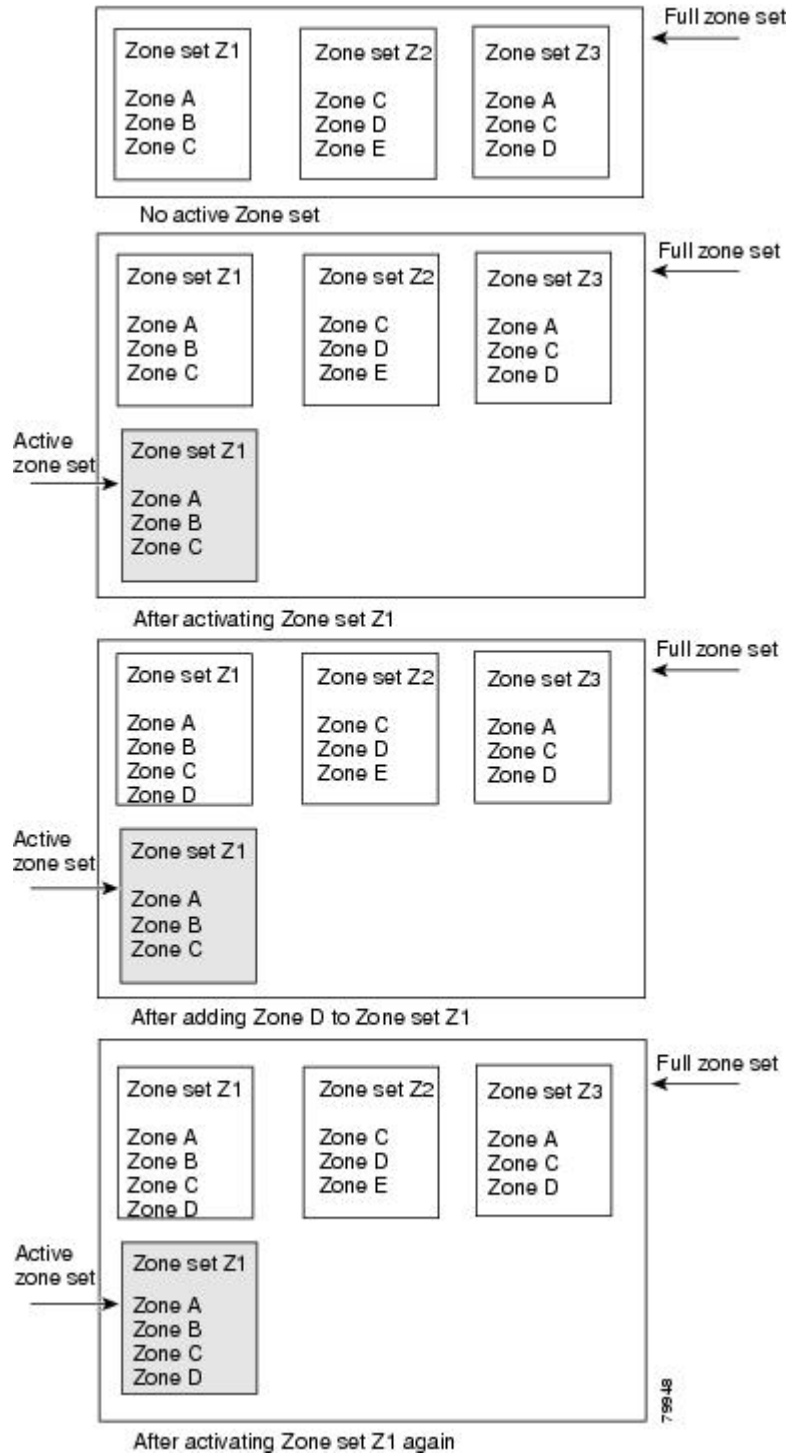 Full zone set
Zone set Z1
Zone A
Zone B
Zone C
Zone set Z2
Zone C
Zone D
Zone E
Zone set Z3
Zone A
Zone C
Zone D
No active Zone set
Full zone set
Zone set Z1
Zone A
Zone B
Zone C
Zone set Z2
Zone C
Zone D
Zone E
Zone set Z3
Zone A
Zone C
Zone D
Active
zone set
Zone set Z1
Zone A
Zone B
Zone C
After activating Zone set Z1
Full zone set
Zone set Z1
Zone A
Zone B
Zone C
Zone D
Zone set Z2
Zone C
Zone D
Zone E
Zone set Z3
Zone A
Zone C
Zone D
Active
zone set
Zone set Z1
Zone A
Zone B
Zone C
After adding Zone D to Zone set Z1
Full zone set
Zone set Z1
Zone A
Zone B
Zone C
Zone D
Zone set Z2
Zone C
Zone D
Zone E
Zone set Z3
Zone A
Zone C
Zone D
Active
zone set
Zone set Z1
Zone A
Zone B
Zone C
Zone D
79948
After activating Zone set Z1 again